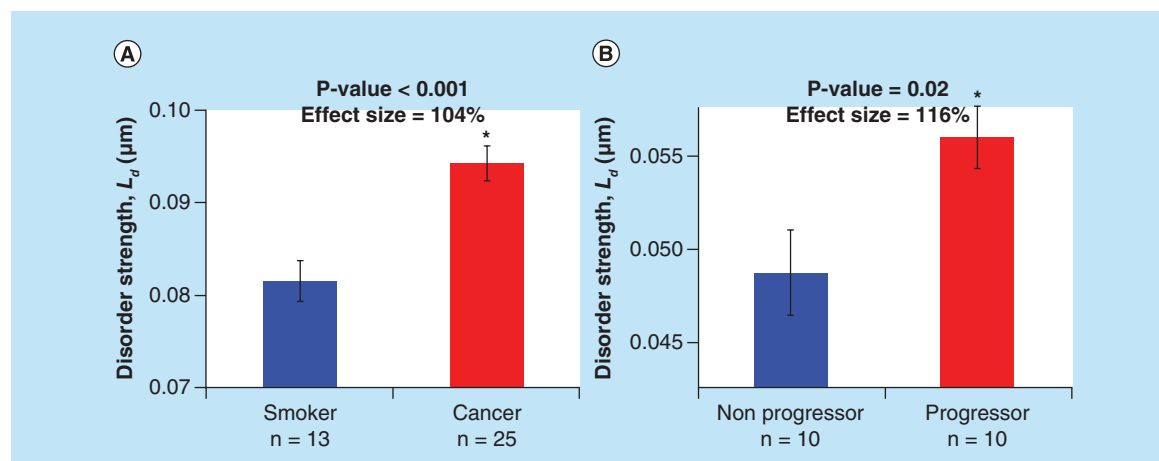 A
P-value < 0.001
Effect size = 104%
*
Disorder strength, Ld (µm)
0.10
0.09
0.08
0.07
Smoker
n = 13
Cancer
n = 25
B
P-value = 0.02
Effect size = 116%
*
Disorder strength, Ld (µm)
0.055
0.050
0.045
Non progressor
n = 10
Progressor
n = 10